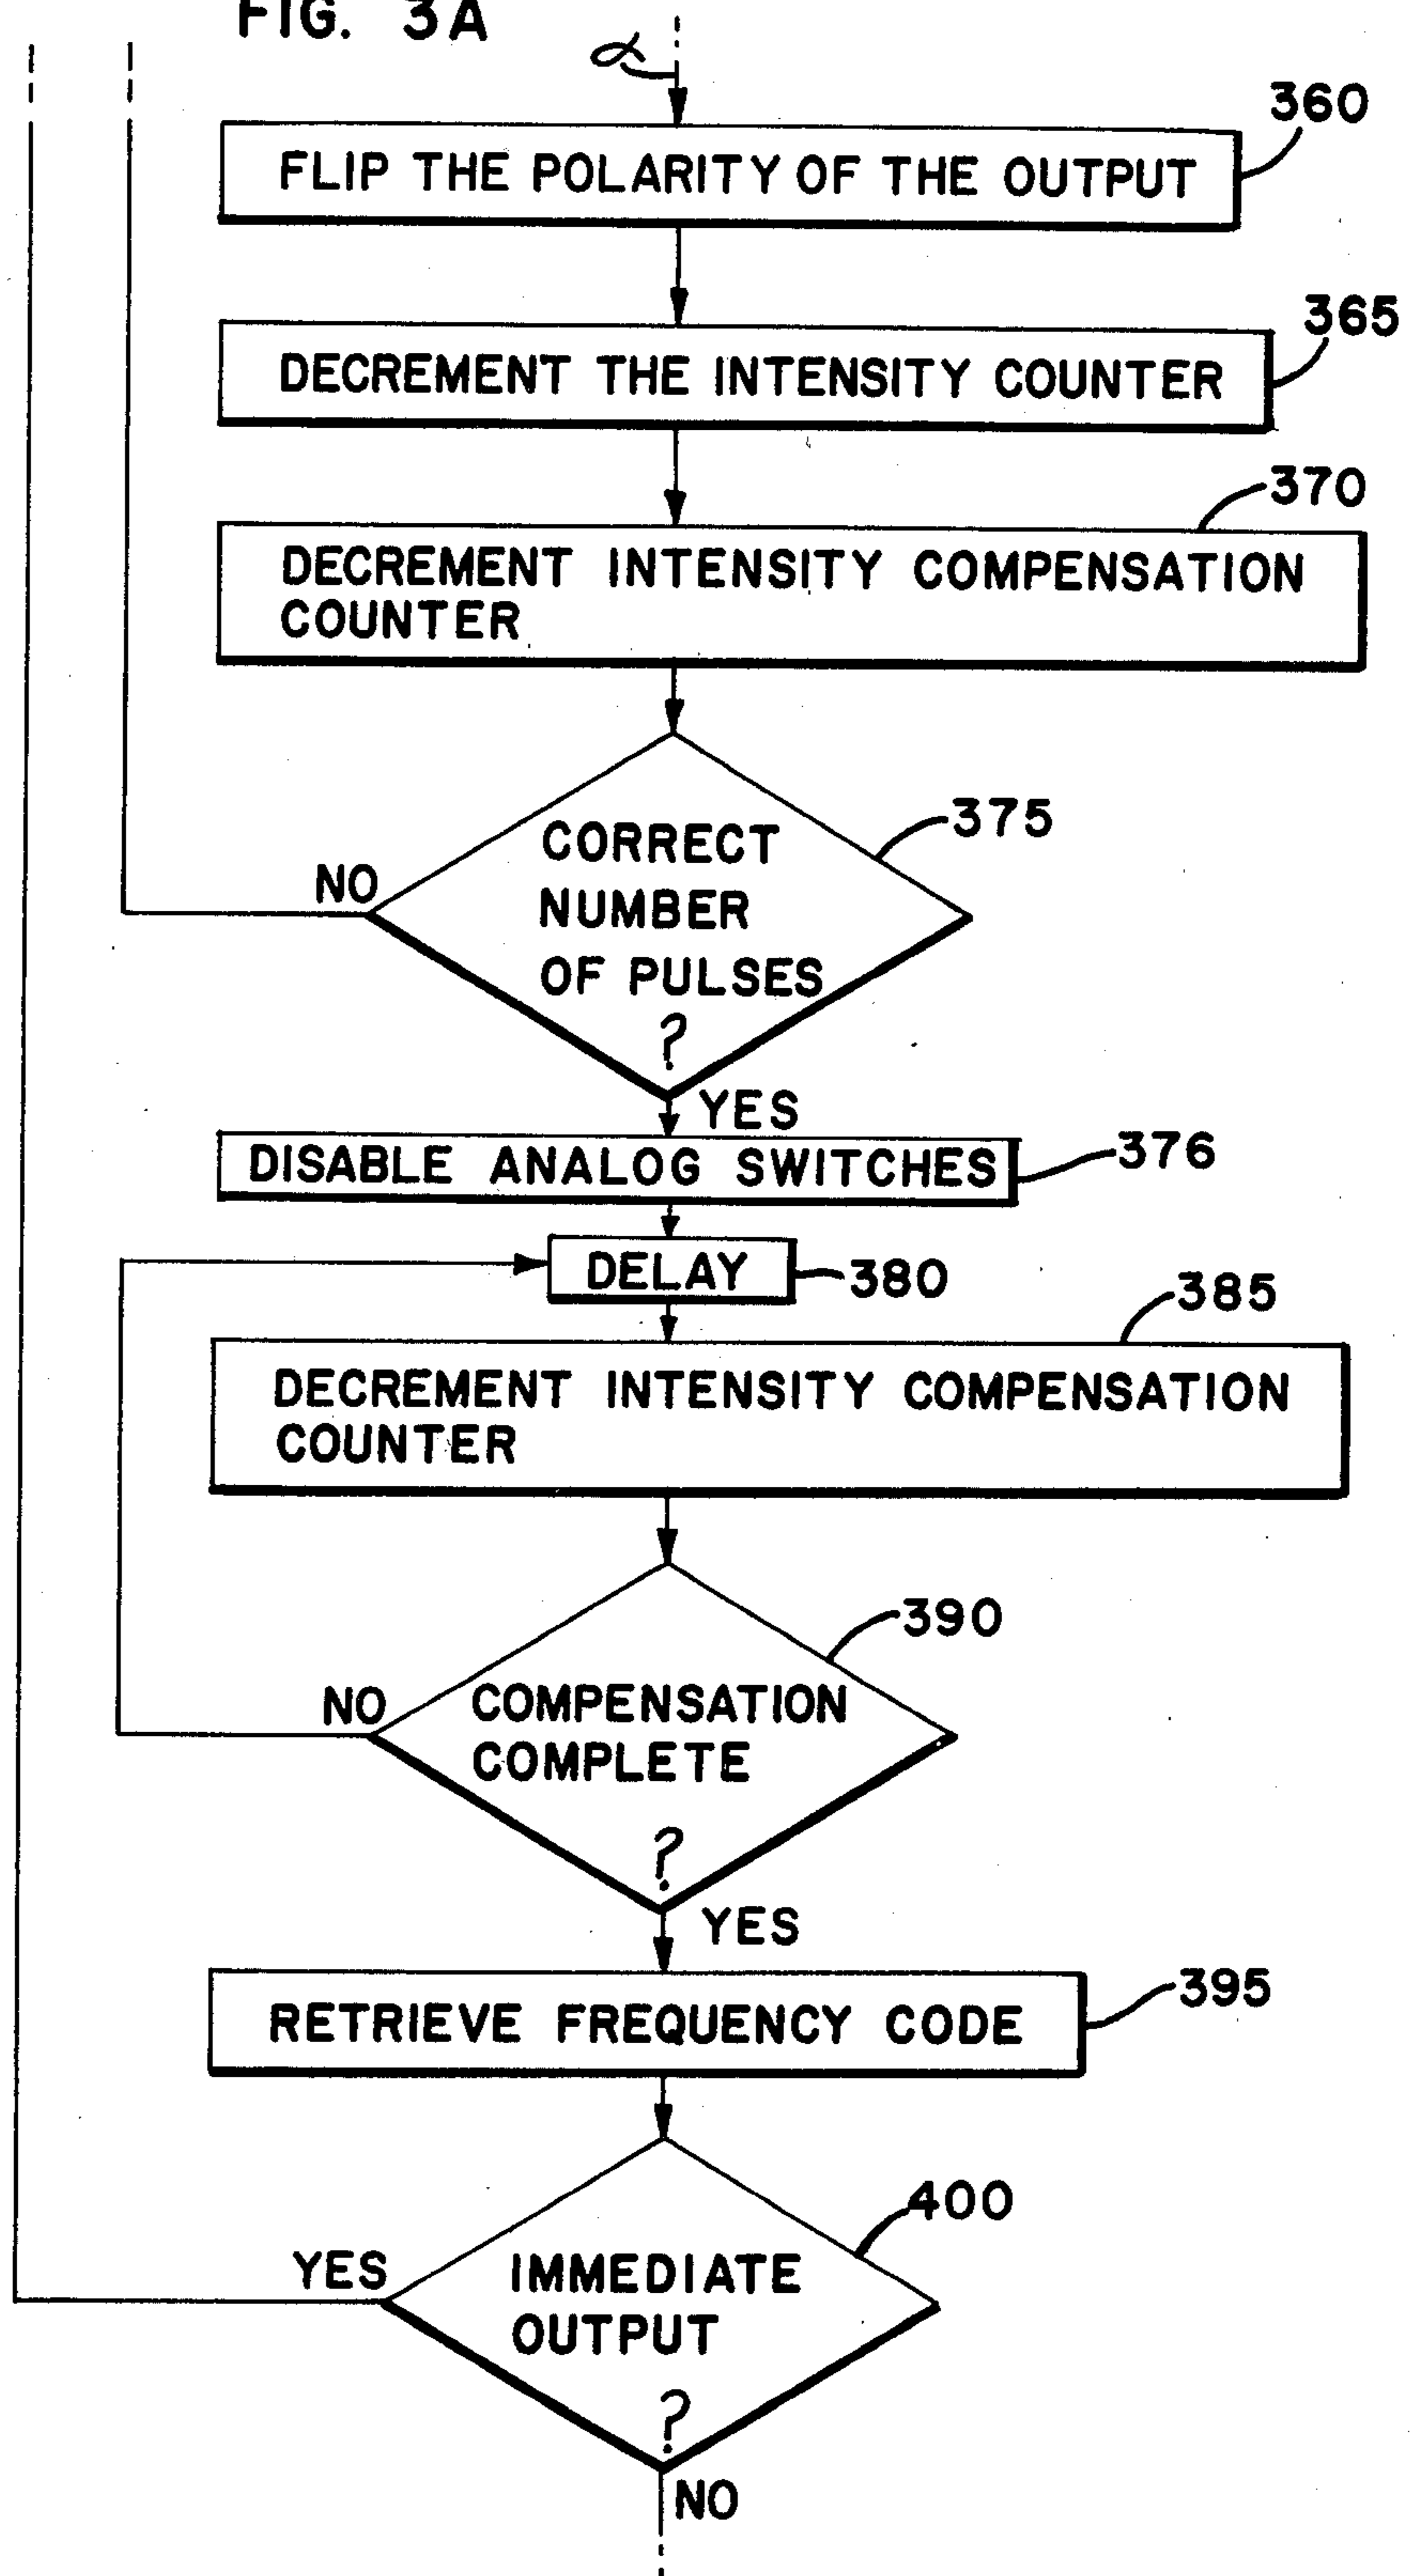 FIG. 3A
α
360
FLIP THE POLARITY OF THE OUTPUT
365
DECREMENT THE INTENSITY COUNTER
370
DECREMENT INTENSITY COMPENSATION
COUNTER
375
CORRECT
NUMBER
OF PULSES
?
NO
YES
DISABLE ANALOG SWITCHES
376
DELAY
380
385
DECREMENT INTENSITY COMPENSATION
COUNTER
390
COMPENSATION
COMPLETE
?
NO
YES
RETRIEVE FREQUENCY CODE
395
400
IMMEDIATE
OUTPUT
?
YES
NO